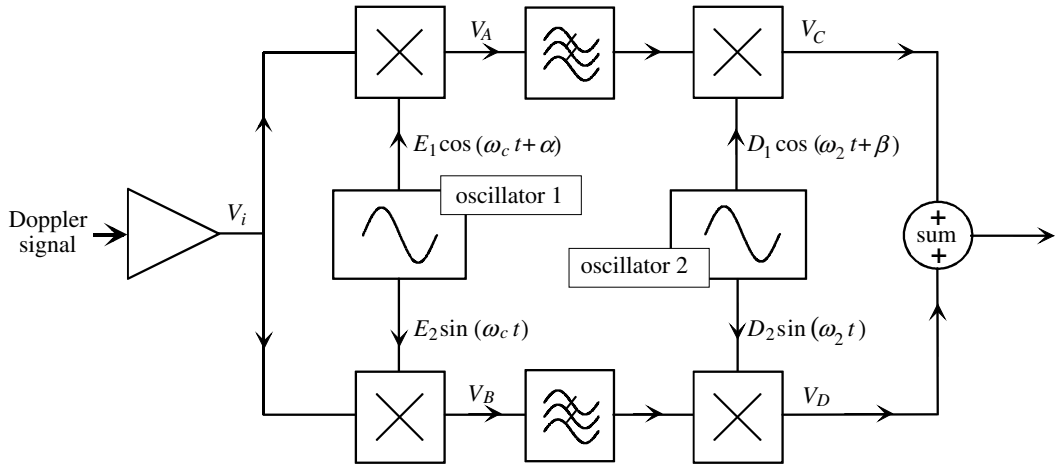 V_A
V_C
E_1 cos (ω_c t+α)
D_1 cos (ω_2 t+β)
oscillator 1
Doppler
signal
V_i
+
sum
+
oscillator 2
E_2 sin (ω_c t)
D_2 sin (ω_2 t)
V_B
V_D